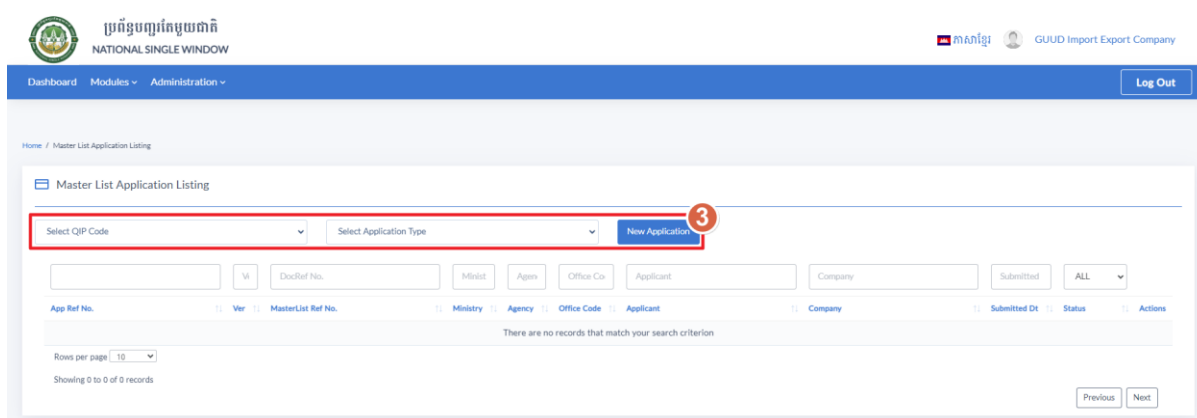 ប្រព័ន្ធបញ្ជរតែមួយជាតិ
NATIONAL SINGLE WINDOW
ភាសាខ្មែរ GUUD Import Export Company
Dashboard Modules Administration Log Out
Home / Master List Application Listing
Master List Application Listing
3
Select QIP Code Select Application Type New Application
DocRef No. Minist Agen Office Co Applicant Company Submitted ALL
App Ref No. Ver MasterList Ref No. Ministry Agency Office Code Applicant Company Submitted Dt Status Actions
There are no records that match your search criterion
Rows per page 10
Showing 0 to 0 of 0 records
Previous Next